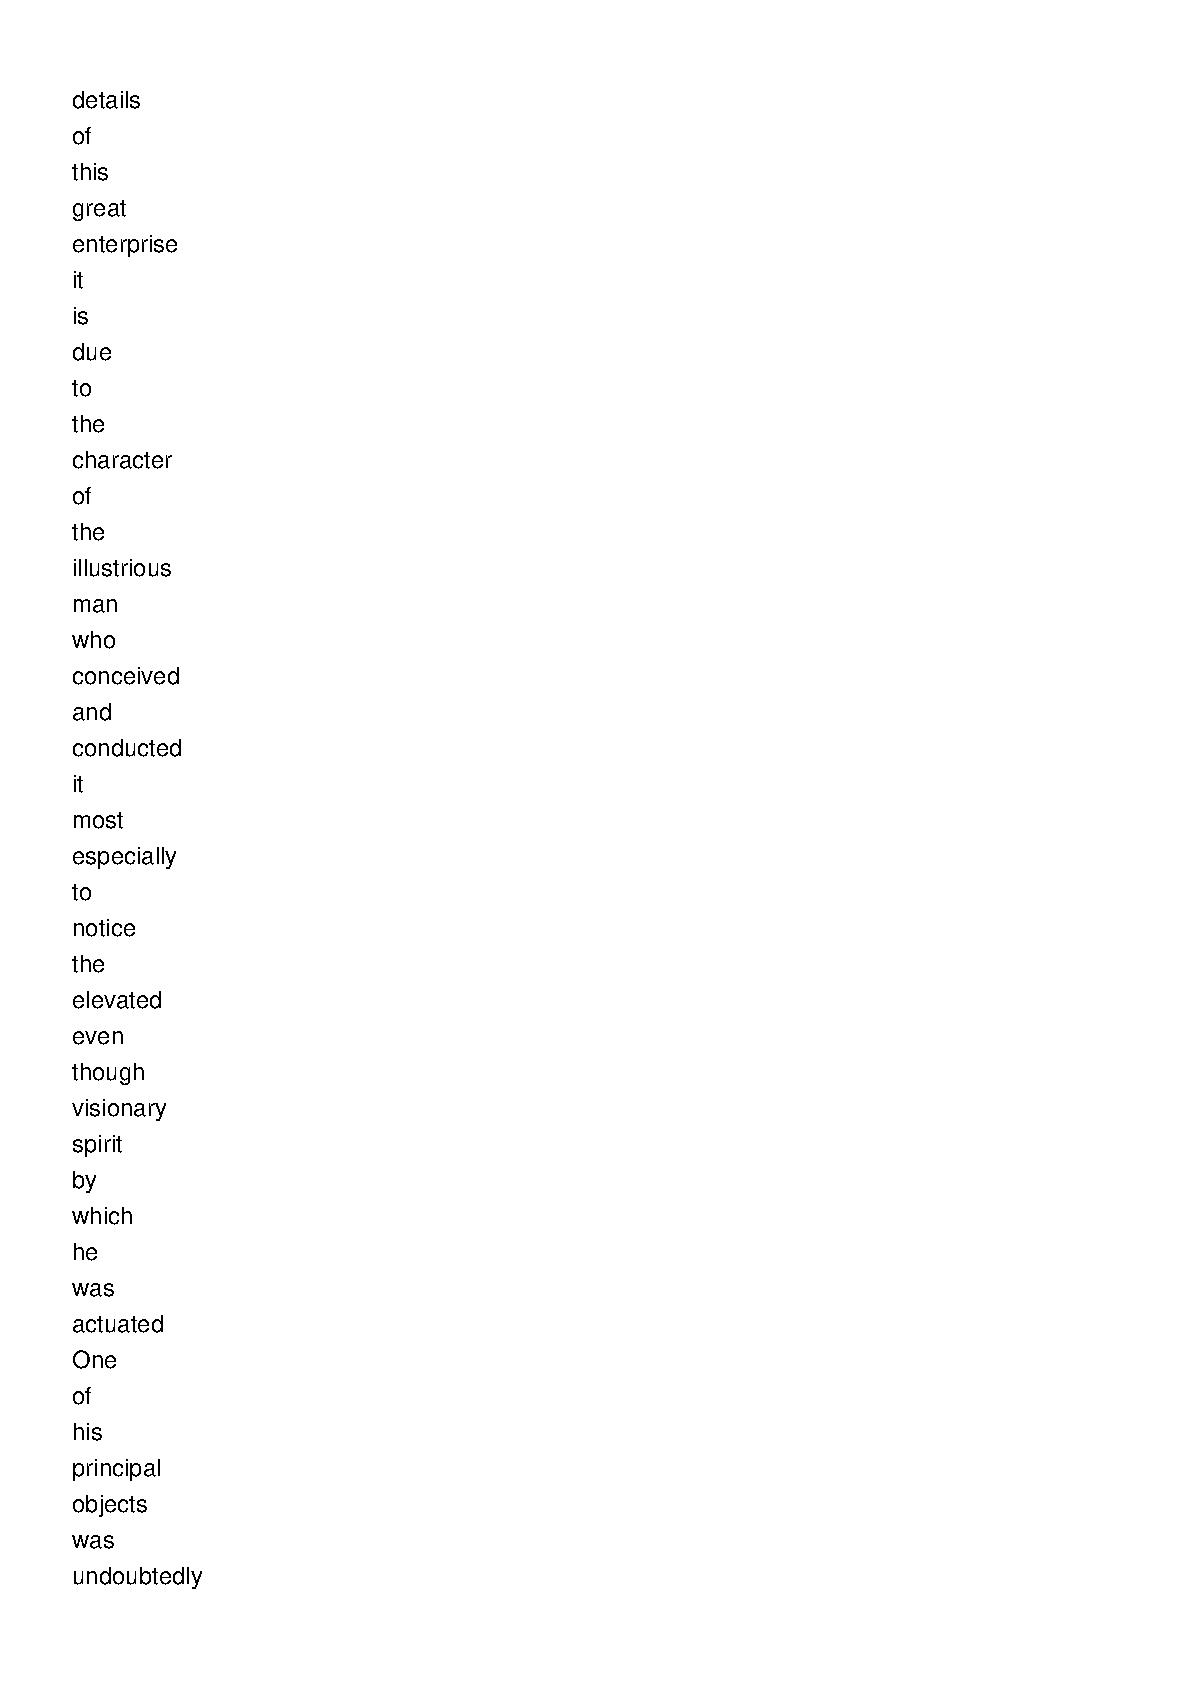 details
of
this
great
enterprise
it
is
due
to
the
character
of
the
illustrious
man
who
conceived
and
conducted
it
most
especially
to
notice
the
elevated
even
though
visionary
spirit
by
which
he
was
actuated
One
of
his
principal
objects
was
undoubtedly